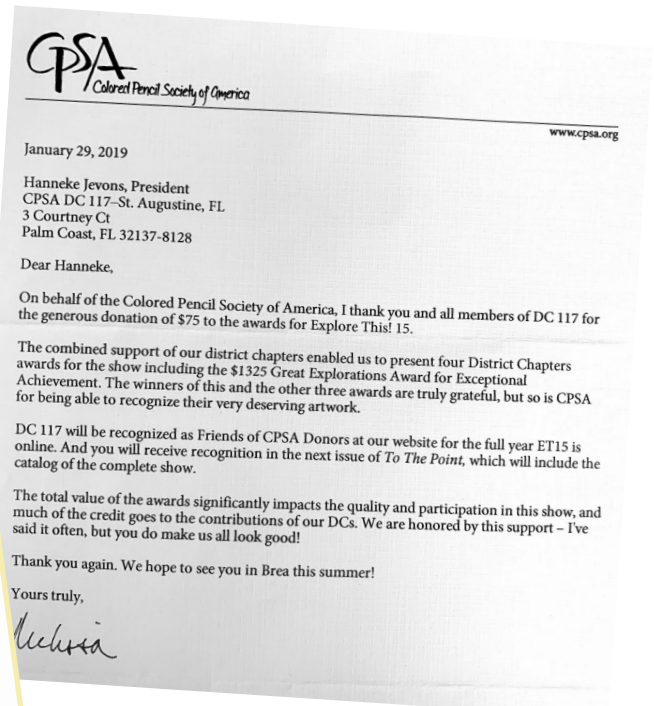 CPSA
Colored Pencil Society of America
www.cpsa.org
January 29, 2019
Hanneke Jevons, President
CPSA DC 117–St. Augustine, FL
3 Courtney Ct
Palm Coast, FL 32137-8128
Dear Hanneke,
On behalf of the Colored Pencil Society of America, I thank you and all members of DC 117 for
the generous donation of $75 to the awards for Explore This! 15.
The combined support of our district chapters enabled us to present four District Chapters
awards for the show including the $1325 Great Explorations Award for Exceptional
Achievement. The winners of this and the other three awards are truly grateful, but so is CPSA
for being able to recognize their very deserving artwork.
DC 117 will be recognized as Friends of CPSA Donors at our website for the full year ET15 is
online. And you will receive recognition in the next issue of To The Point, which will include the
catalog of the complete show.
The total value of the awards significantly impacts the quality and participation in this show, and
much of the credit goes to the contributions of our DCs. We are honored by this support – I've
said it often, but you do make us all look good!
Thank you again. We hope to see you in Brea this summer!
Yours truly,
Melissa